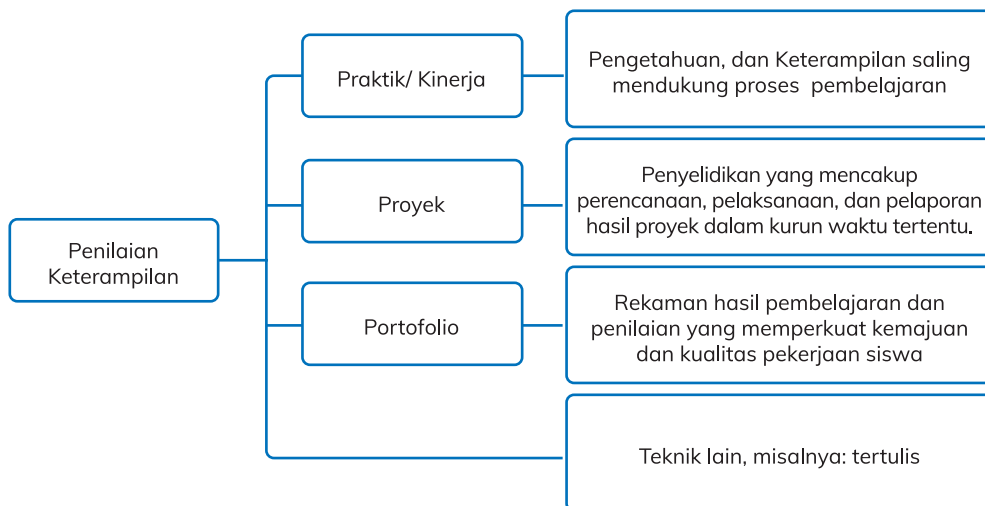 Penilaian
Keterampilan
Praktik/ Kinerja
Pengetahuan, dan Keterampilan saling
mendukung proses pembelajaran
Proyek
Penyelidikan yang mencakup
perencanaan, pelaksanaan, dan pelaporan
hasil proyek dalam kurun waktu tertentu.
Portofolio
Rekaman hasil pembelajaran dan
penilaian yang memperkuat kemajuan
dan kualitas pekerjaan siswa
Teknik lain, misalnya: tertulis